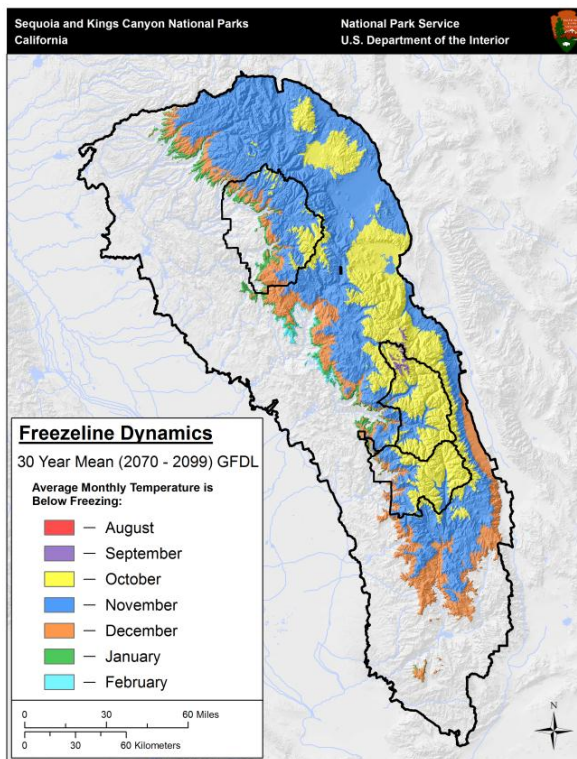 Sequoia and Kings Canyon National Parks
California
National Park Service
U.S. Department of the Interior
Freezeline Dynamics
30 Year Mean (2070 - 2099) GFDL
Average Monthly Temperature is
Below Freezing:
— August
— September
— October
— November
— December
— January
— February
0 30 60 Miles
0 30 60 Kilometers
N